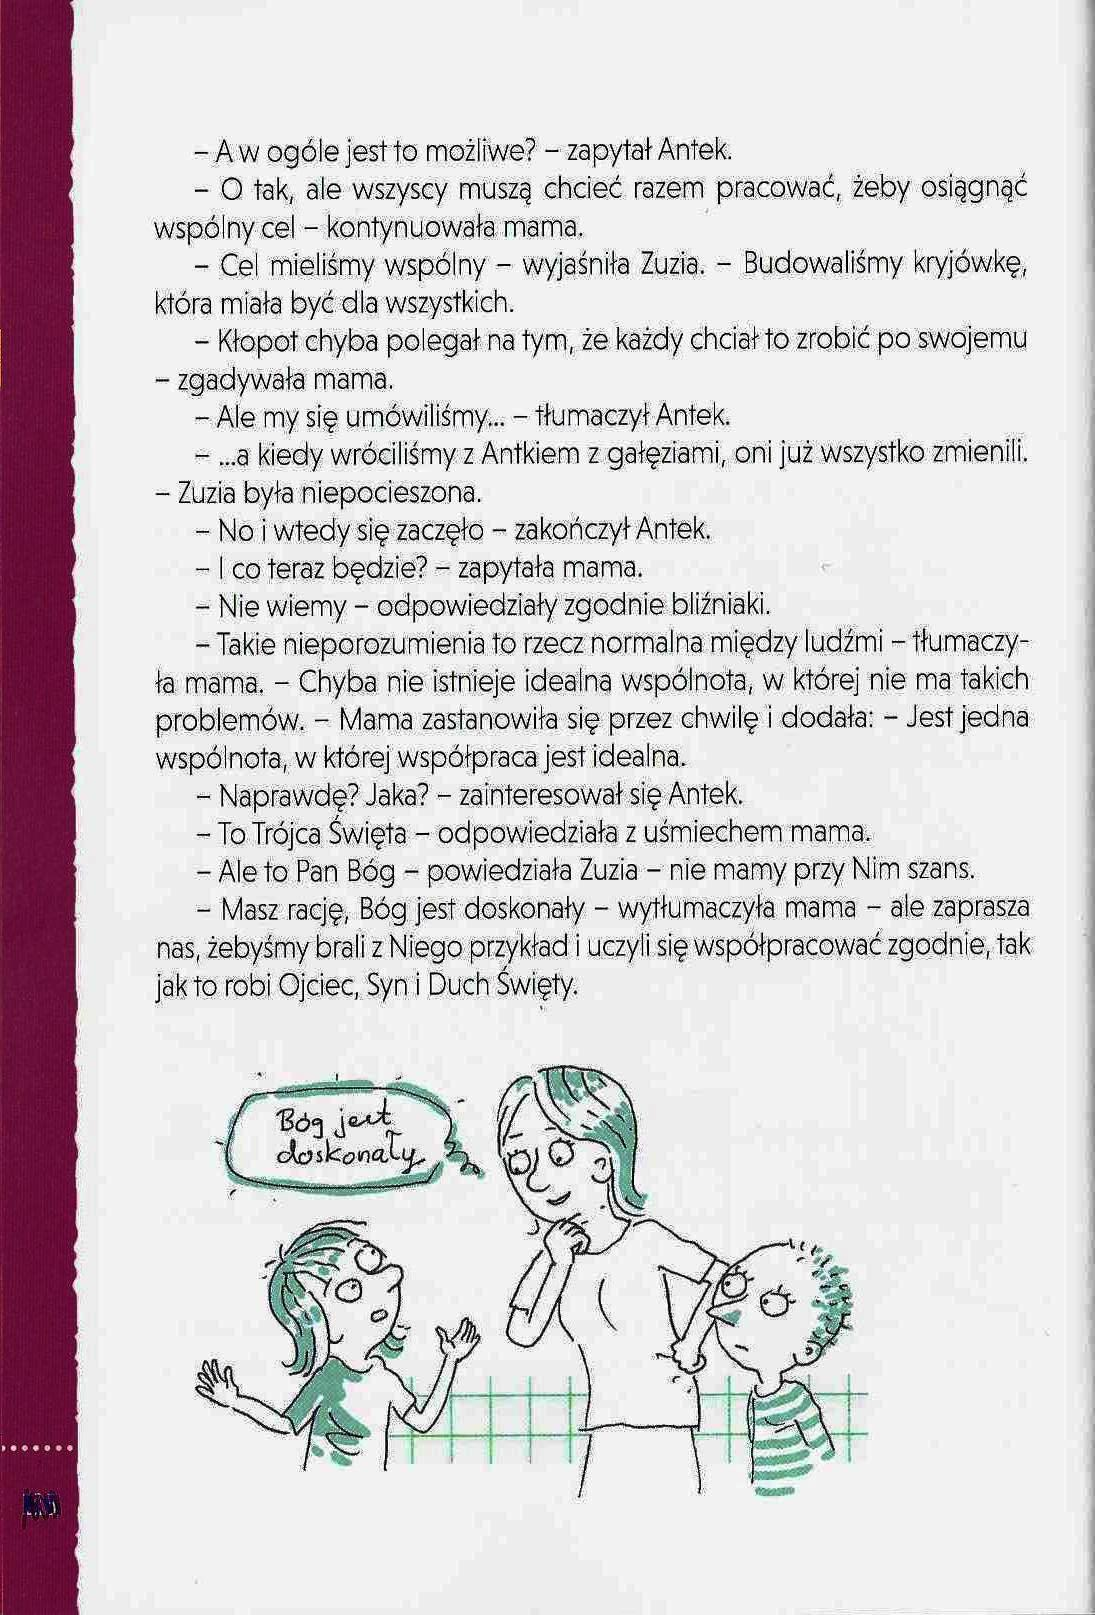 – A w ogóle jest to możliwe? – zapytał Antek.
– O tak, ale wszyscy muszą chcieć razem pracować, żeby osiągnąć
wspólny cel – kontynuowała mama.
– Cel mieliśmy wspólny – wyjaśniła Zuzia. – Budowaliśmy kryjówkę,
która miała być dla wszystkich.
– Kłopot chyba polegał na tym, że każdy chciał to zrobić po swojemu
– zgadywała mama.
– Ale my się umówiliśmy... – tłumaczył Antek.
– ...a kiedy wróciliśmy z Antkiem z gałęziami, oni już wszystko zmienili.
– Zuzia była niepocieszona.
– No i wtedy się zaczęło – zakończył Antek.
– I co teraz będzie? – zapytała mama.
– Nie wiemy – odpowiedziały zgodnie bliźniaki.
– Takie nieporozumienia to rzecz normalna między ludźmi – tłumaczy-
ła mama. – Chyba nie istnieje idealna wspólnota, w której nie ma takich
problemów. – Mama zastanowiła się przez chwilę i dodała: – Jest jedna
wspólnota, w której współpraca jest idealna.
– Naprawdę? Jaka? – zainteresował się Antek.
– To Trójca Święta – odpowiedziała z uśmiechem mama.
– Ale to Pan Bóg – powiedziała Zuzia – nie mamy przy Nim szans.
– Masz rację, Bóg jest doskonały – wytłumaczyła mama – ale zaprasza
nas, żebyśmy brali z Niego przykład i uczyli się współpracować zgodnie, tak
jak to robi Ojciec, Syn i Duch Święty.
Bóg jest
doskonały